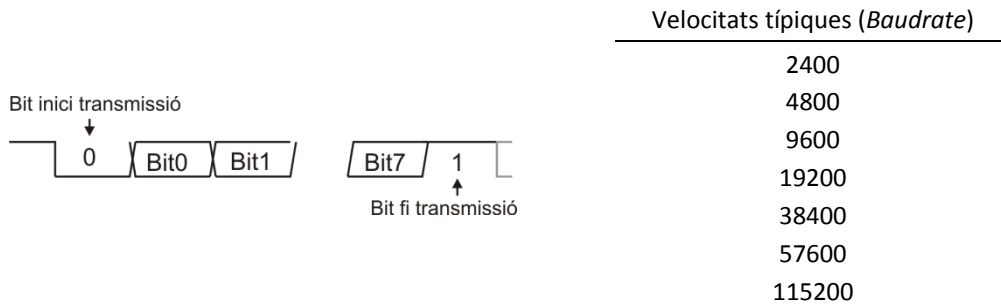 Bit inici transmissió
0 Bit0 Bit1 Bit7 1
Bit fi transmissió
Velocitats típiques (Baudrate)
2400
4800
9600
19200
38400
57600
115200